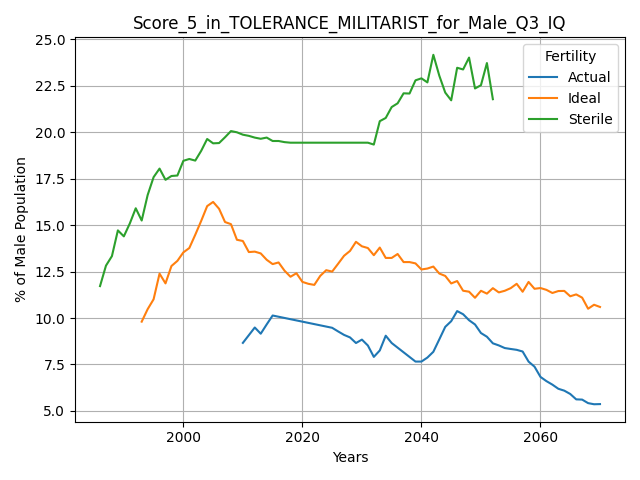 Score_5_in_TOLERANCE_MILITARIST_for_Male_Q3_IQ
% of Male Population
25.0
22.5
20.0
17.5
15.0
12.5
10.0
7.5
5.0
Fertility
Actual
Ideal
Sterile
2000
2020
2040
2060
Years